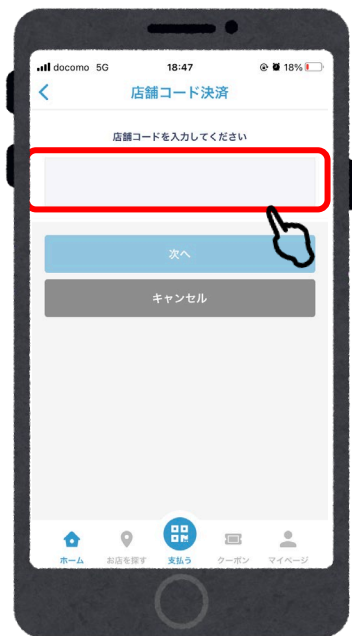 docomo 5G 18:47 18%
店舗コード決済
店舗コードを入力してください
次へ
キャンセル
ホーム お店を探す 支払う クーポン マイページ